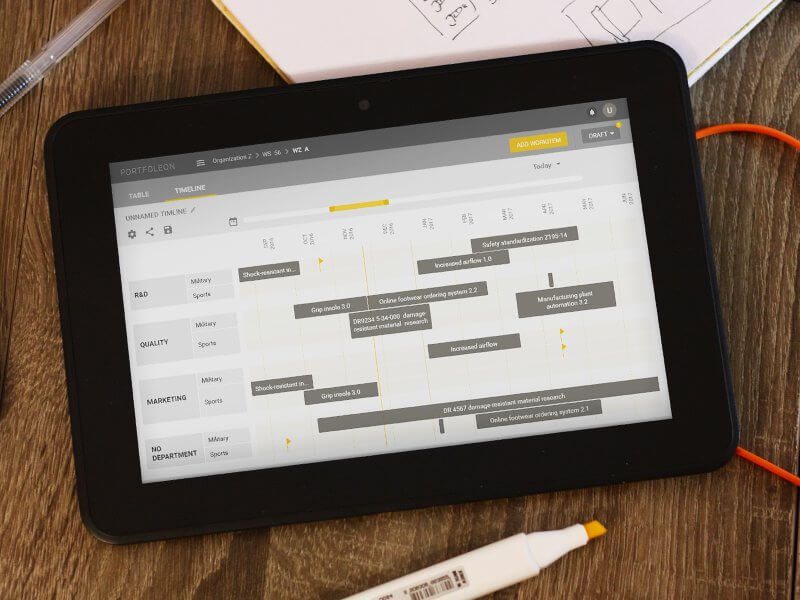 PORTFOLEON
Organization Z > WS 56 > WZ A
U
TABLE
TIMELINE
ADD WORKITEM
DRAFT
UNNAMED TIMLINE
Today
SEP 2016
OCT 2016
NOV 2016
DEC 2016
JAN 2017
FEB 2017
MAR 2017
APR 2017
MAY 2017
JUN 2017
R&D
Military
Sports
Shock-resistant in...
Safety standardization Z195-14
Increased airflow 1.0
Grip insole 3.0
Online footwear ordering system 2.2
Manufacturing plant
automation 3.2
QUALITY
Military
Sports
DR9234.5-34-000 damage
resistant material research
Increased airflow
MARKETING
Military
Sports
Shock-resistant in...
Grip insole 3.0
DR 4567 damage-resistant material research
Online footwear ordering system 2.1
NO
DEPARTMENT
Military
Sports